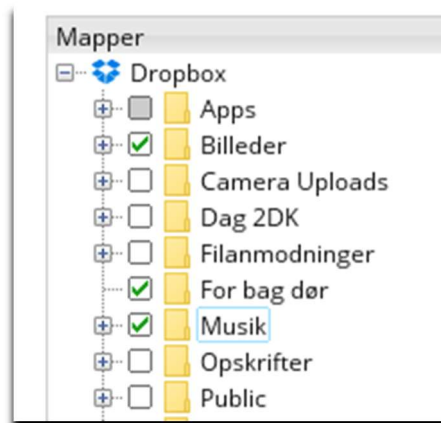 Mapper
Dropbox
Apps
Billeder
Camera Uploads
Dag 2DK
Filanmodninger
For bag dør
Musik
Opskrifter
Public